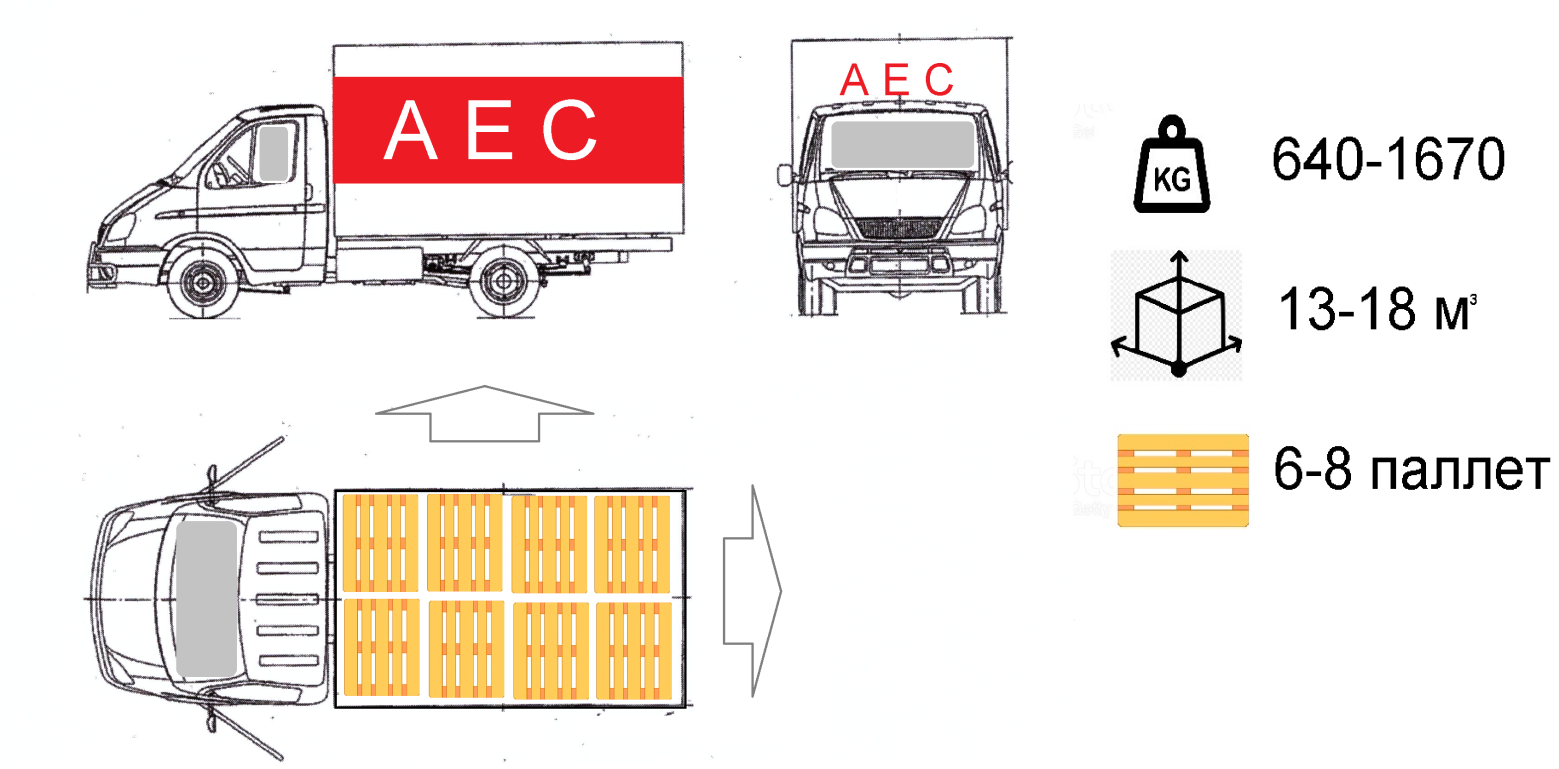 А Е С
А Е С
KG
640-1670
13-18 м³
6-8 паллет